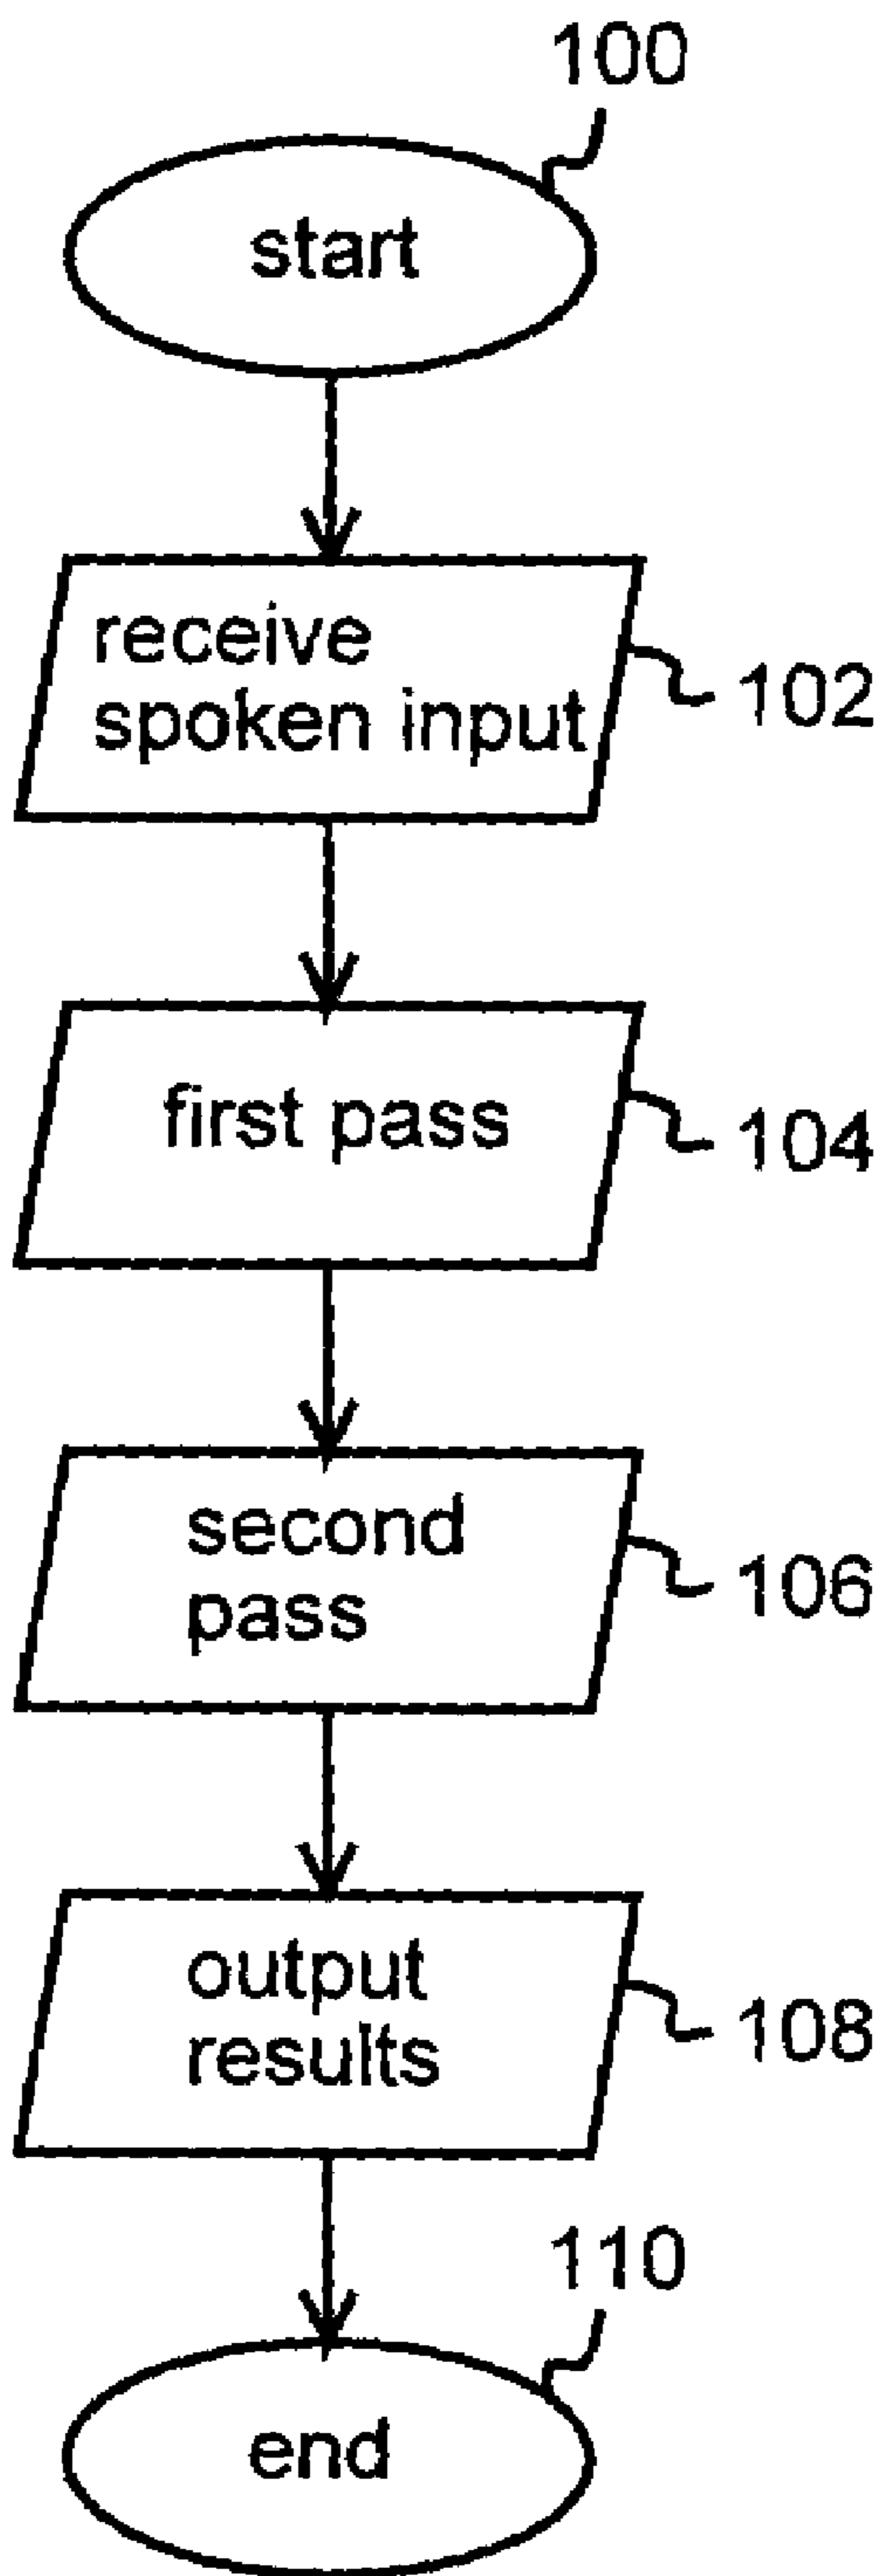 100
start
receive
spoken input
102
first pass
104
second
pass
106
output
results
108
110
end